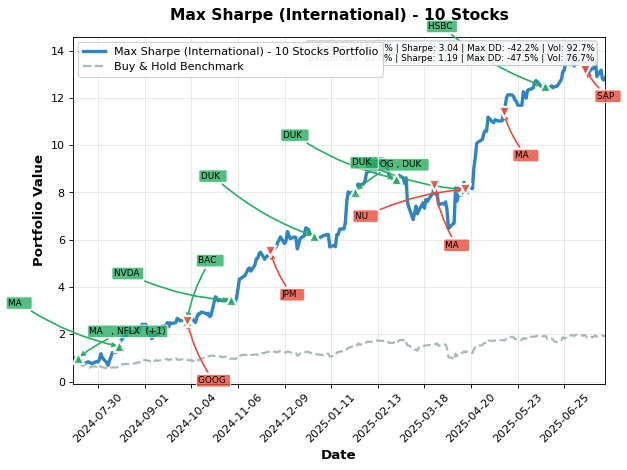 Max Sharpe (International) - 10 Stocks
HSBC
Max Sharpe (International) - 10 Stocks Portfolio
Buy & Hold Benchmark
% | Sharpe: 3.04 | Max DD: -42.2% | Vol: 92.7%
% | Sharpe: 1.19 | Max DD: -47.5% | Vol: 76.7%
SAP
DUK
DUK
OG , DUK
MA
DUK
NU
MA
BAC
NVDA
JPM
MA
MA , NFLX (+1)
GOOG
Portfolio Value
14
12
10
8
6
4
2
0
2024-07-30
2024-09-01
2024-10-04
2024-11-06
2024-12-09
2025-01-11
2025-02-13
2025-03-18
2025-04-20
2025-05-23
2025-06-25
Date